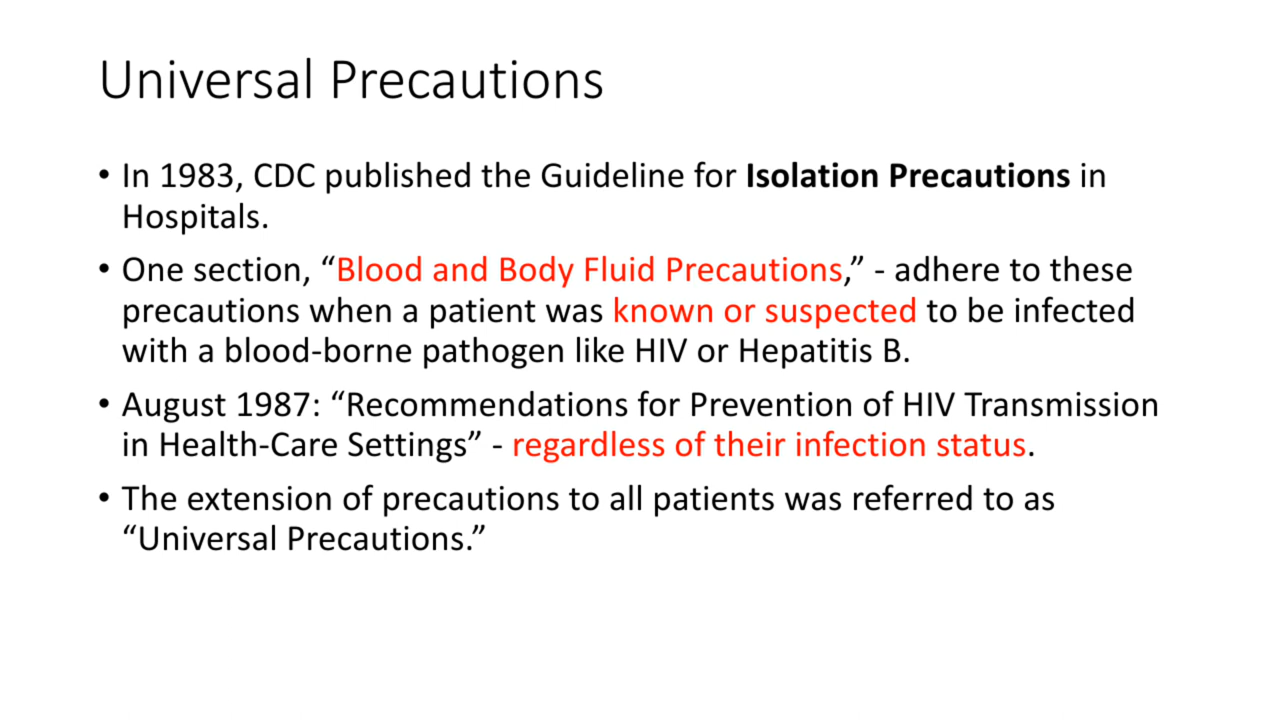 Universal Precautions
• In 1983, CDC published the Guideline for Isolation Precautions in
Hospitals.
• One section, “Blood and Body Fluid Precautions,” - adhere to these
precautions when a patient was known or suspected to be infected
with a blood-borne pathogen like HIV or Hepatitis B.
• August 1987: “Recommendations for Prevention of HIV Transmission
in Health-Care Settings” - regardless of their infection status.
• The extension of precautions to all patients was referred to as
“Universal Precautions.”